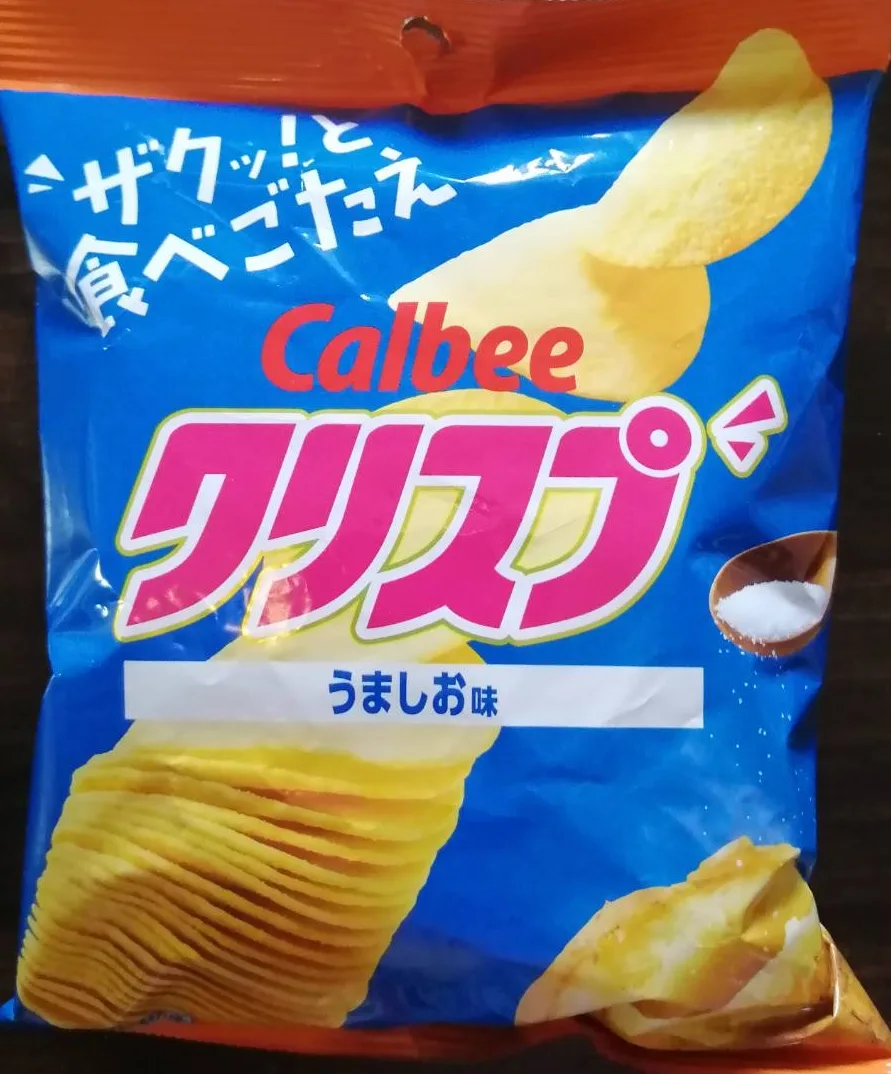 ザクッ!と
食べごたえ
Calbee
クリスプ
うましお味